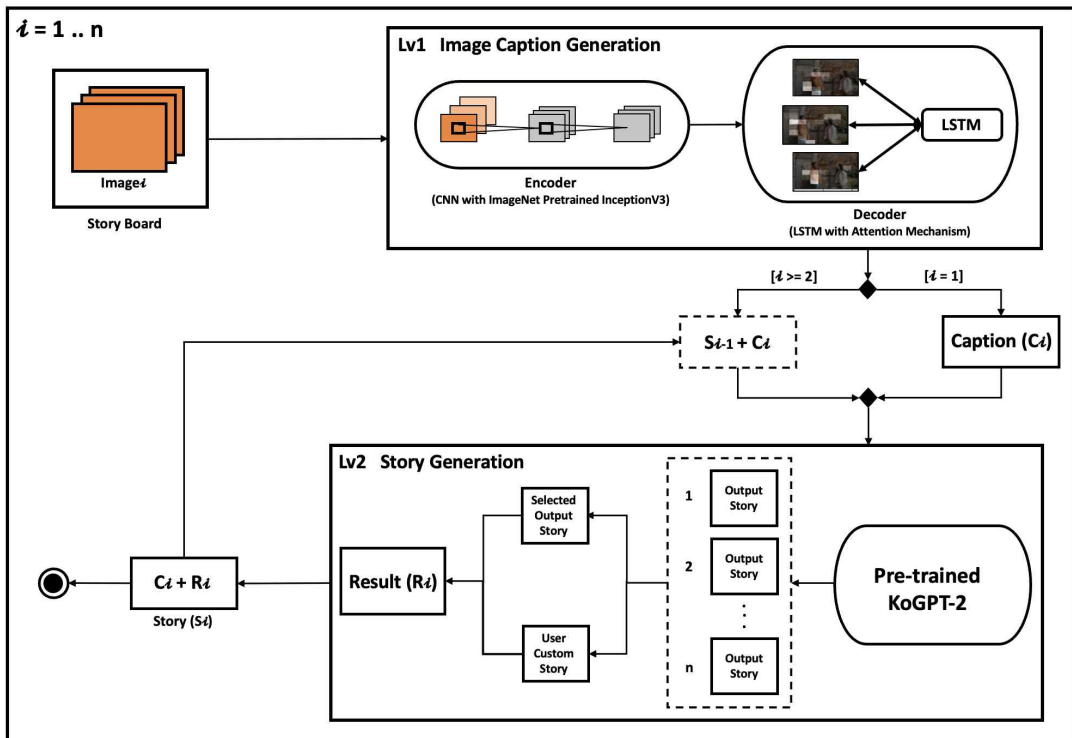 i = 1 .. n
Lv1 Image Caption Generation
Imagei
Story Board
Encoder
(CNN with ImageNet Pretrained InceptionV3)
LSTM
Decoder
(LSTM with Attention Mechanism)
[i >= 2]
[i = 1]
Si-1 + Ci
Caption (Ci)
Lv2 Story Generation
Selected
Output
Story
User
Custom
Story
1
Output
Story
2
Output
Story
⋮
n
Output
Story
Pre-trained
KoGPT-2
Result (Ri)
Ci + Ri
Story (Si)